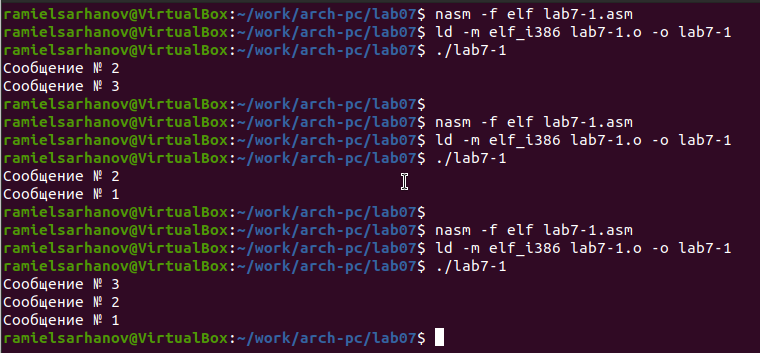 ramielsarhanov@VirtualBox:~/work/arch-pc/lab07$ nasm -f elf lab7-1.asm
ramielsarhanov@VirtualBox:~/work/arch-pc/lab07$ ld -m elf_i386 lab7-1.o -o lab7-1
ramielsarhanov@VirtualBox:~/work/arch-pc/lab07$ ./lab7-1
Сообщение № 2
Сообщение № 3
ramielsarhanov@VirtualBox:~/work/arch-pc/lab07$
ramielsarhanov@VirtualBox:~/work/arch-pc/lab07$ nasm -f elf lab7-1.asm
ramielsarhanov@VirtualBox:~/work/arch-pc/lab07$ ld -m elf_i386 lab7-1.o -o lab7-1
ramielsarhanov@VirtualBox:~/work/arch-pc/lab07$ ./lab7-1
Сообщение № 2
Сообщение № 1
ramielsarhanov@VirtualBox:~/work/arch-pc/lab07$
ramielsarhanov@VirtualBox:~/work/arch-pc/lab07$ nasm -f elf lab7-1.asm
ramielsarhanov@VirtualBox:~/work/arch-pc/lab07$ ld -m elf_i386 lab7-1.o -o lab7-1
ramielsarhanov@VirtualBox:~/work/arch-pc/lab07$ ./lab7-1
Сообщение № 3
Сообщение № 2
Сообщение № 1
ramielsarhanov@VirtualBox:~/work/arch-pc/lab07$